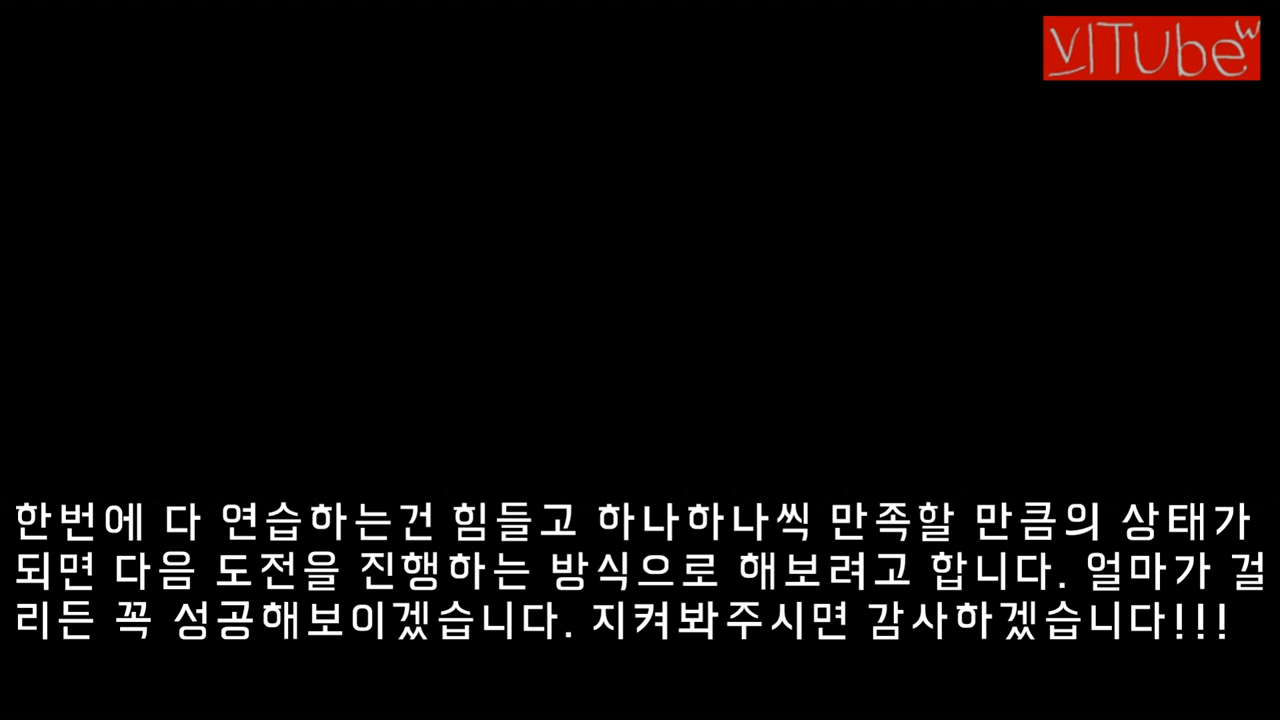 VITube w
한번에 다 연습하는건 힘들고 하나하나씩 만족할 만큼의 상태가
되면 다음 도전을 진행하는 방식으로 해보려고 합니다. 얼마가 걸
리든 꼭 성공해보이겠습니다. 지켜봐주시면 감사하겠습니다!!!